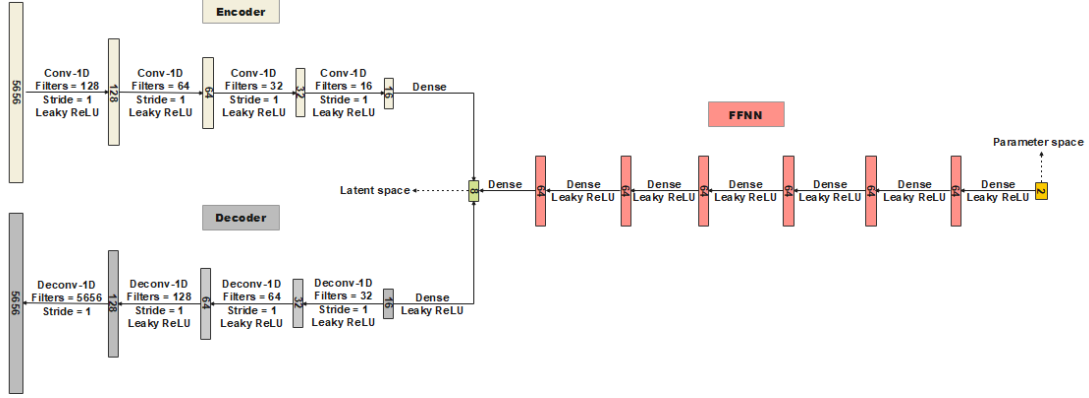 Encoder
Conv-1D
Filters = 128
Stride = 1
Leaky ReLU
Conv-1D
Filters = 64
Stride = 1
Leaky ReLU
Conv-1D
Filters = 32
Stride = 1
Leaky ReLU
Conv-1D
Filters = 16
Stride = 1
Leaky ReLU
Dense
5656
128
64
32
16
Latent space
8
FFNN
Parameter space
Dense
Dense
Leaky ReLU
Dense
Leaky ReLU
Dense
Leaky ReLU
Dense
Leaky ReLU
Dense
Leaky ReLU
Dense
Leaky ReLU
64
64
64
64
64
64
2
Decoder
Deconv-1D
Filters = 5656
Stride = 1
Deconv-1D
Filters = 128
Stride = 1
Leaky ReLU
Deconv-1D
Filters = 64
Stride = 1
Leaky ReLU
Deconv-1D
Filters = 32
Stride = 1
Leaky ReLU
Dense
Leaky ReLU
5656
128
64
32
16